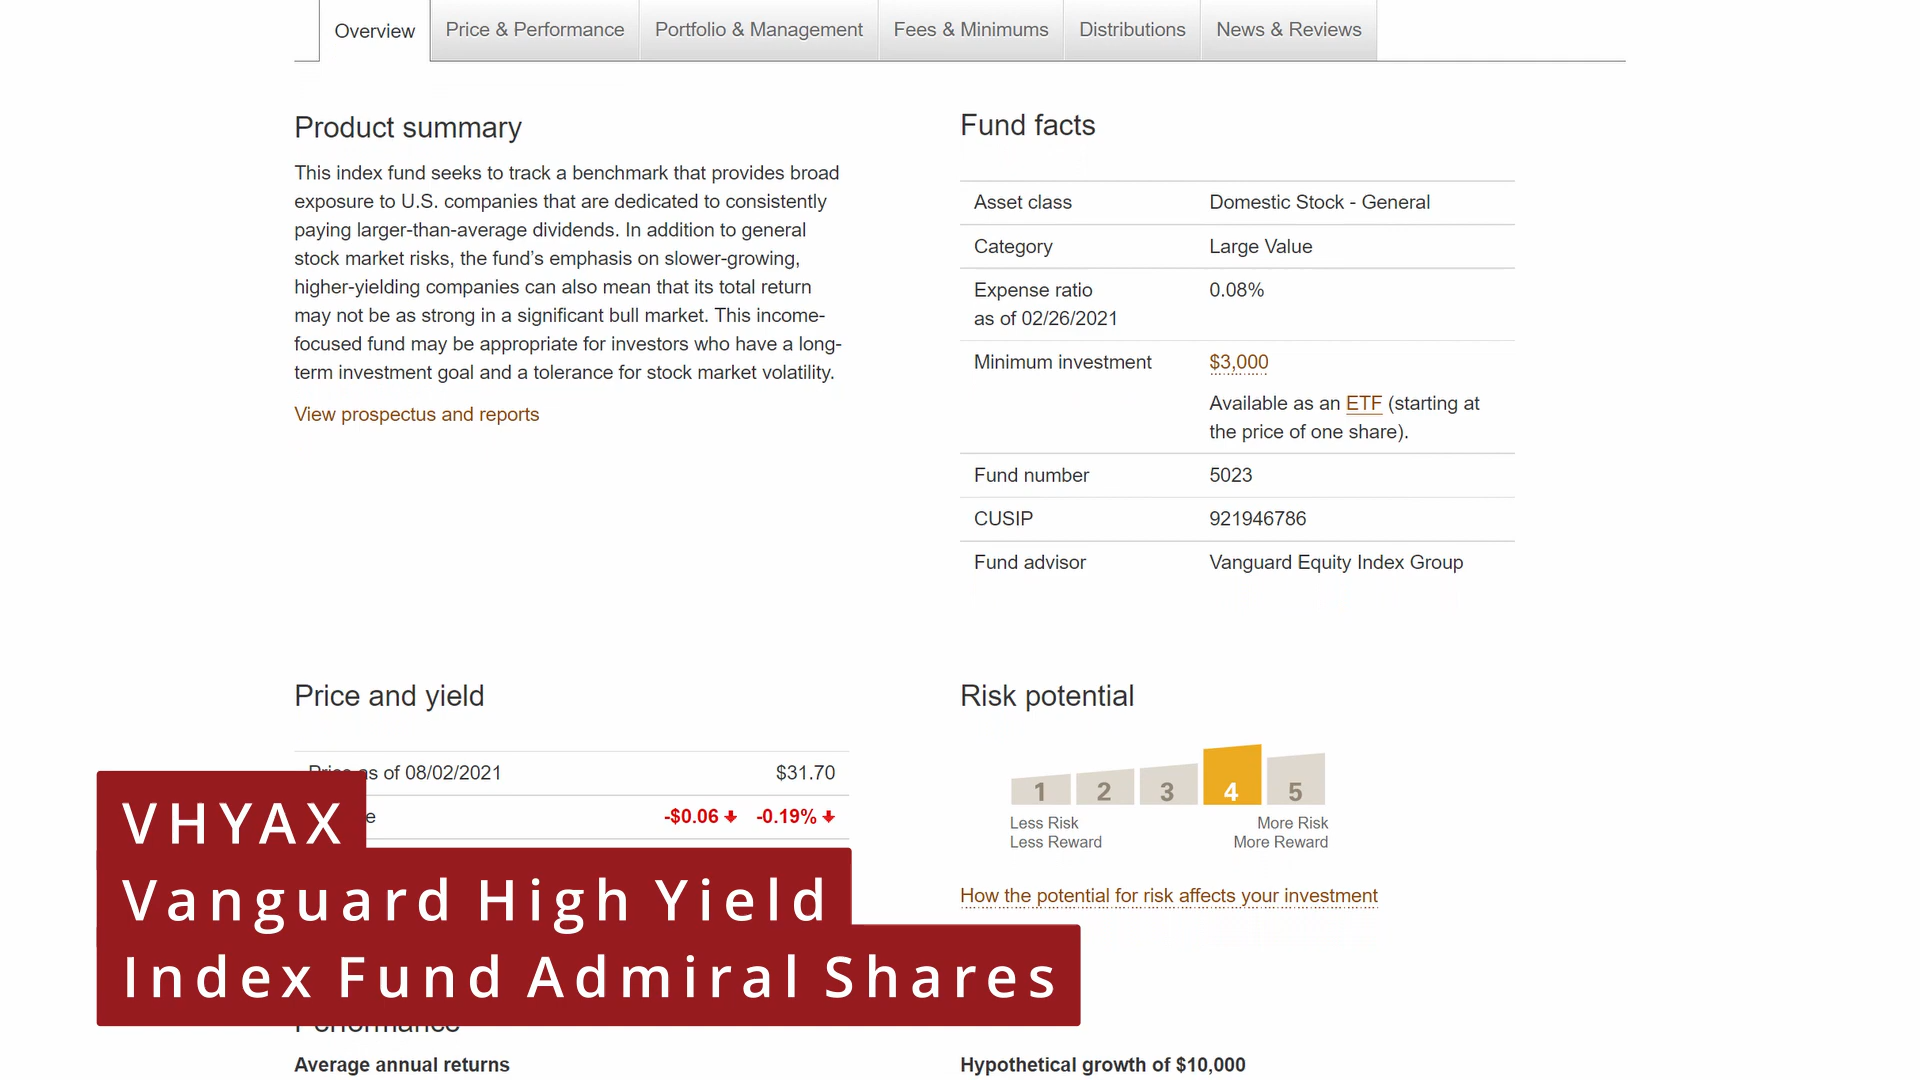 Overview
Price & Performance
Portfolio & Management
Fees & Minimums
Distributions
News & Reviews
Product summary
This index fund seeks to track a benchmark that provides broad
exposure to U.S. companies that are dedicated to consistently
paying larger-than-average dividends. In addition to general
stock market risks, the fund’s emphasis on slower-growing,
higher-yielding companies can also mean that its total return
may not be as strong in a significant bull market. This income-
focused fund may be appropriate for investors who have a long-
term investment goal and a tolerance for stock market volatility.
View prospectus and reports
Fund facts
Asset class Domestic Stock - General
Category Large Value
Expense ratio 0.08%
as of 02/26/2021
Minimum investment $3,000
Available as an ETF (starting at
the price of one share).
Fund number 5023
CUSIP 921946786
Fund advisor Vanguard Equity Index Group
Price and yield
Price as of 08/02/2021 $31.70
-$0.06 -0.19%
Risk potential
1 2 3 4 5
Less Risk More Risk
Less Reward More Reward
How the potential for risk affects your investment
VHYAX
Vanguard High Yield
Index Fund Admiral Shares
Performance
Average annual returns
Hypothetical growth of $10,000